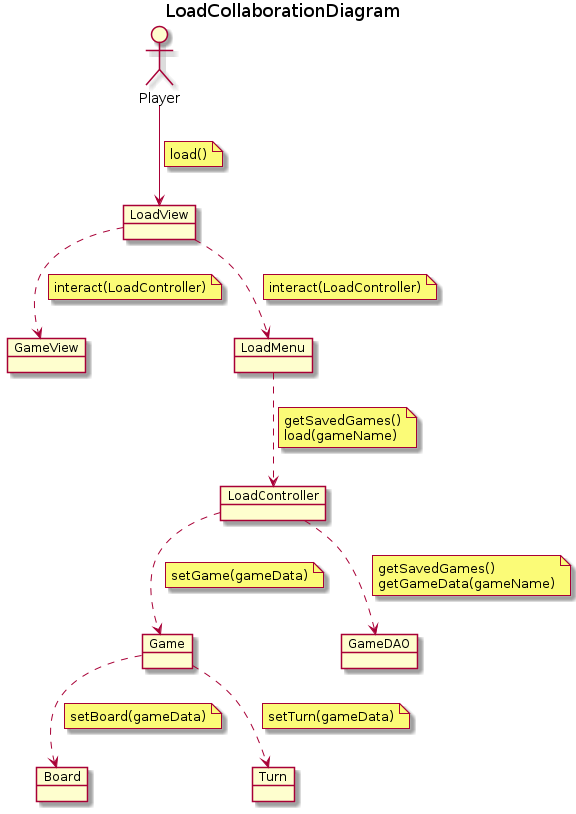 LoadCollaborationDiagram
Player
load()
LoadView
interact(LoadController)
interact(LoadController)
GameView
LoadMenu
getSavedGames()
load(gameName)
LoadController
setGame(gameData)
getSavedGames()
getGameData(gameName)
Game
GameDAO
setBoard(gameData)
setTurn(gameData)
Board
Turn